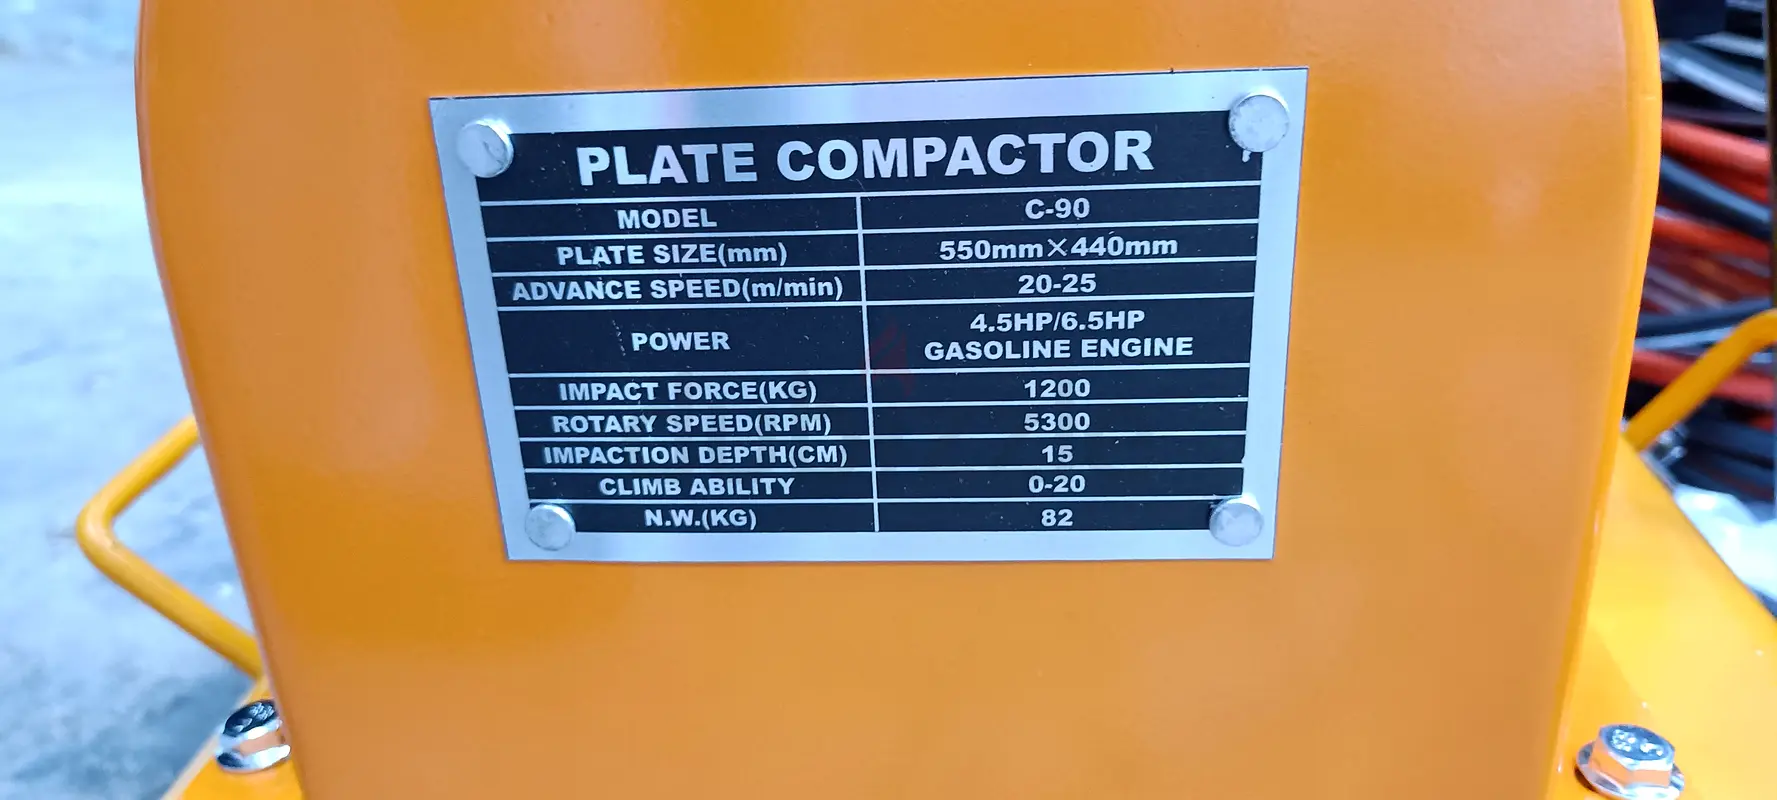 PLATE COMPACTOR
MODEL C-90
PLATE SIZE(mm) 550mm×440mm
ADVANCE SPEED(m/min) 20-25
POWER 4.5HP/6.5HP
GASOLINE ENGINE
IMPACT FORCE(KG) 1200
ROTARY SPEED(RPM) 5300
IMPACTION DEPTH(CM) 15
CLIMB ABILITY 0-20
N.W.(KG) 82